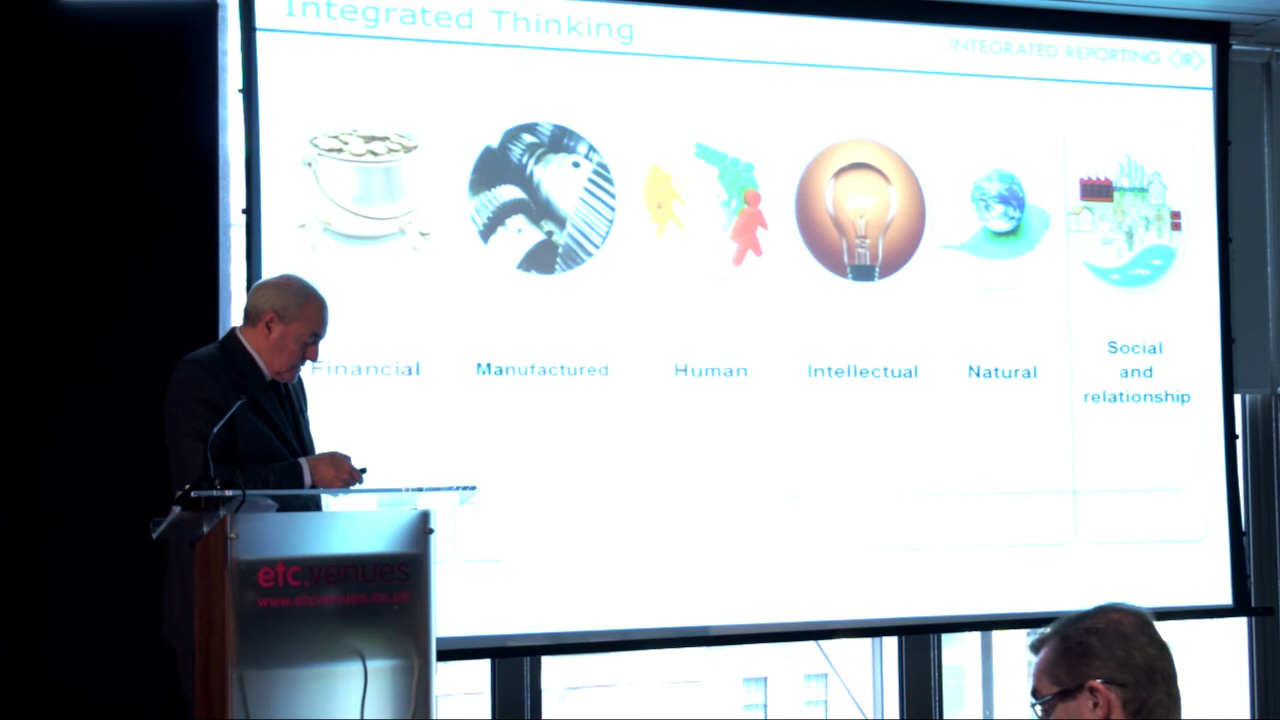 Integrated Thinking
INTEGRATED REPORTING <IR>
Financial
Manufactured
Human
Intellectual
Natural
Social
and
relationship
etc.venues
www.etcvenues.co.uk